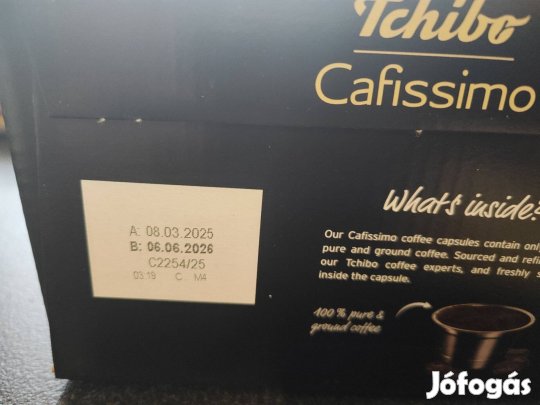 Tchibo
Cafissimo
A: 08.03.2025
B: 06.06.2026
C2254/25
03:19 C M4
What's inside?
Our Cafissimo coffee capsules contain only
pure and ground coffee. Sourced and
our Tchibo coffee experts, and freshly
inside the capsule.
100% pure &
ground coffee
Jófogás